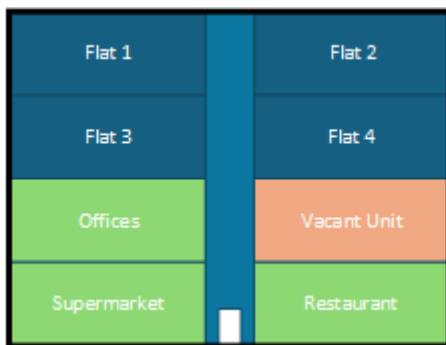 Flat 1
Flat 2
Flat 3
Flat 4
Offices
Vacant Unit
Supermarket
Restaurant